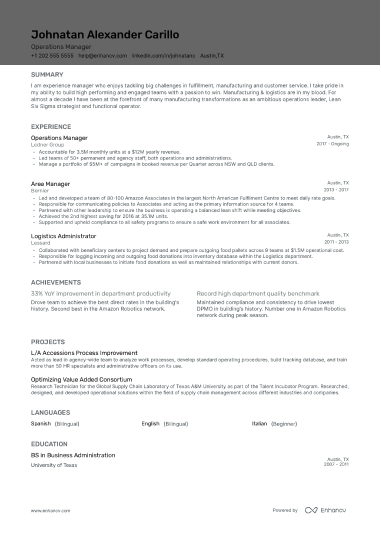 Johnatan Alexander Carillo
Operations Manager
+1 202 555 5555 help@enhancv.com linkedin.com/in/johnatanc Austin,TX
SUMMARY
I am experience manager who enjoys tackling big challenges in fulfillment, manufacturing and customer service. I take pride in
my ability to build high performing and engaged teams with a passion to win. Manufacturing & logistics are in my blood. For
almost a decade I have been at the forefront of many manufacturing transformations as an ambitious operations leader, Lean
Six Sigma strategist and functional operator.
EXPERIENCE
Operations Manager Austin, TX
Ledner Group 2017 - Ongoing
- Accountable for 3.5M monthly units at a $12M yearly revenue.
- Led teams of 50+ permanent and agency staff, both operations and administrations.
- Manage a portfolio of $5M+ of campaigns in booked revenue per Quarter across NSW and QLD clients.
Area Manager Austin, TX
Bernier 2013 - 2017
- Led and developed a team of 80-100 Amazon Associates in the largest North American Fulfillment Centre to meet daily rate goals.
- Responsible for communicating policies to Associates and acting as the primary information source for 4 teams.
- Partnered with other leadership to ensure the business is operating a balanced lean shift while meeting objectives.
- Achieved the 2nd highest saving for 2016 at 35.1M units.
- Supported and upheld compliance to all safety programs to ensure a safe work environment for all associates.
Logistics Administrator Austin, TX
Leosard 2011 - 2013
- Collaborated with beneficiary centers to project demand and prepare outgoing food pallets across 9 teams at $1.5M operational cost.
- Responsible for logging incoming and outgoing food donations into inventory database within the Logistics department.
- Partnered with local businesses to initiate food donations as well as maintained relationships with current donors.
ACHIEVEMENTS
33% YoY improvement in department productivity
Drove team to achieve the best direct rates in the building's
history. Second best in the Amazon Robotics network.
Record high department quality benchmark
Maintained compliance and consistency to drive lowest
DPMO in building's history. Number one in Amazon Robotics
network during peak season.
PROJECTS
L/A Accessions Process Improvement
Acted as lead in agency-wide team to analyze work processes, develop standard operating procedures, build tracking database, and train
more than 50 HR specialists and administrative officers on its use.
Optimizing Value Added Consortium
Research Technician for the Global Supply Chain Laboratory of Texas A&M University as part of the Talent Incubator Program. Researched,
designed, and developed operational solutions within the field of supply chain management across different industries and companies.
LANGUAGES
Spanish (Bilingual) English (Bilingual) Italian (Beginner)
EDUCATION
BS in Business Administration Austin, TX
University of Texas 2007 - 2011
www.enhancv.com Powered by Enhancv